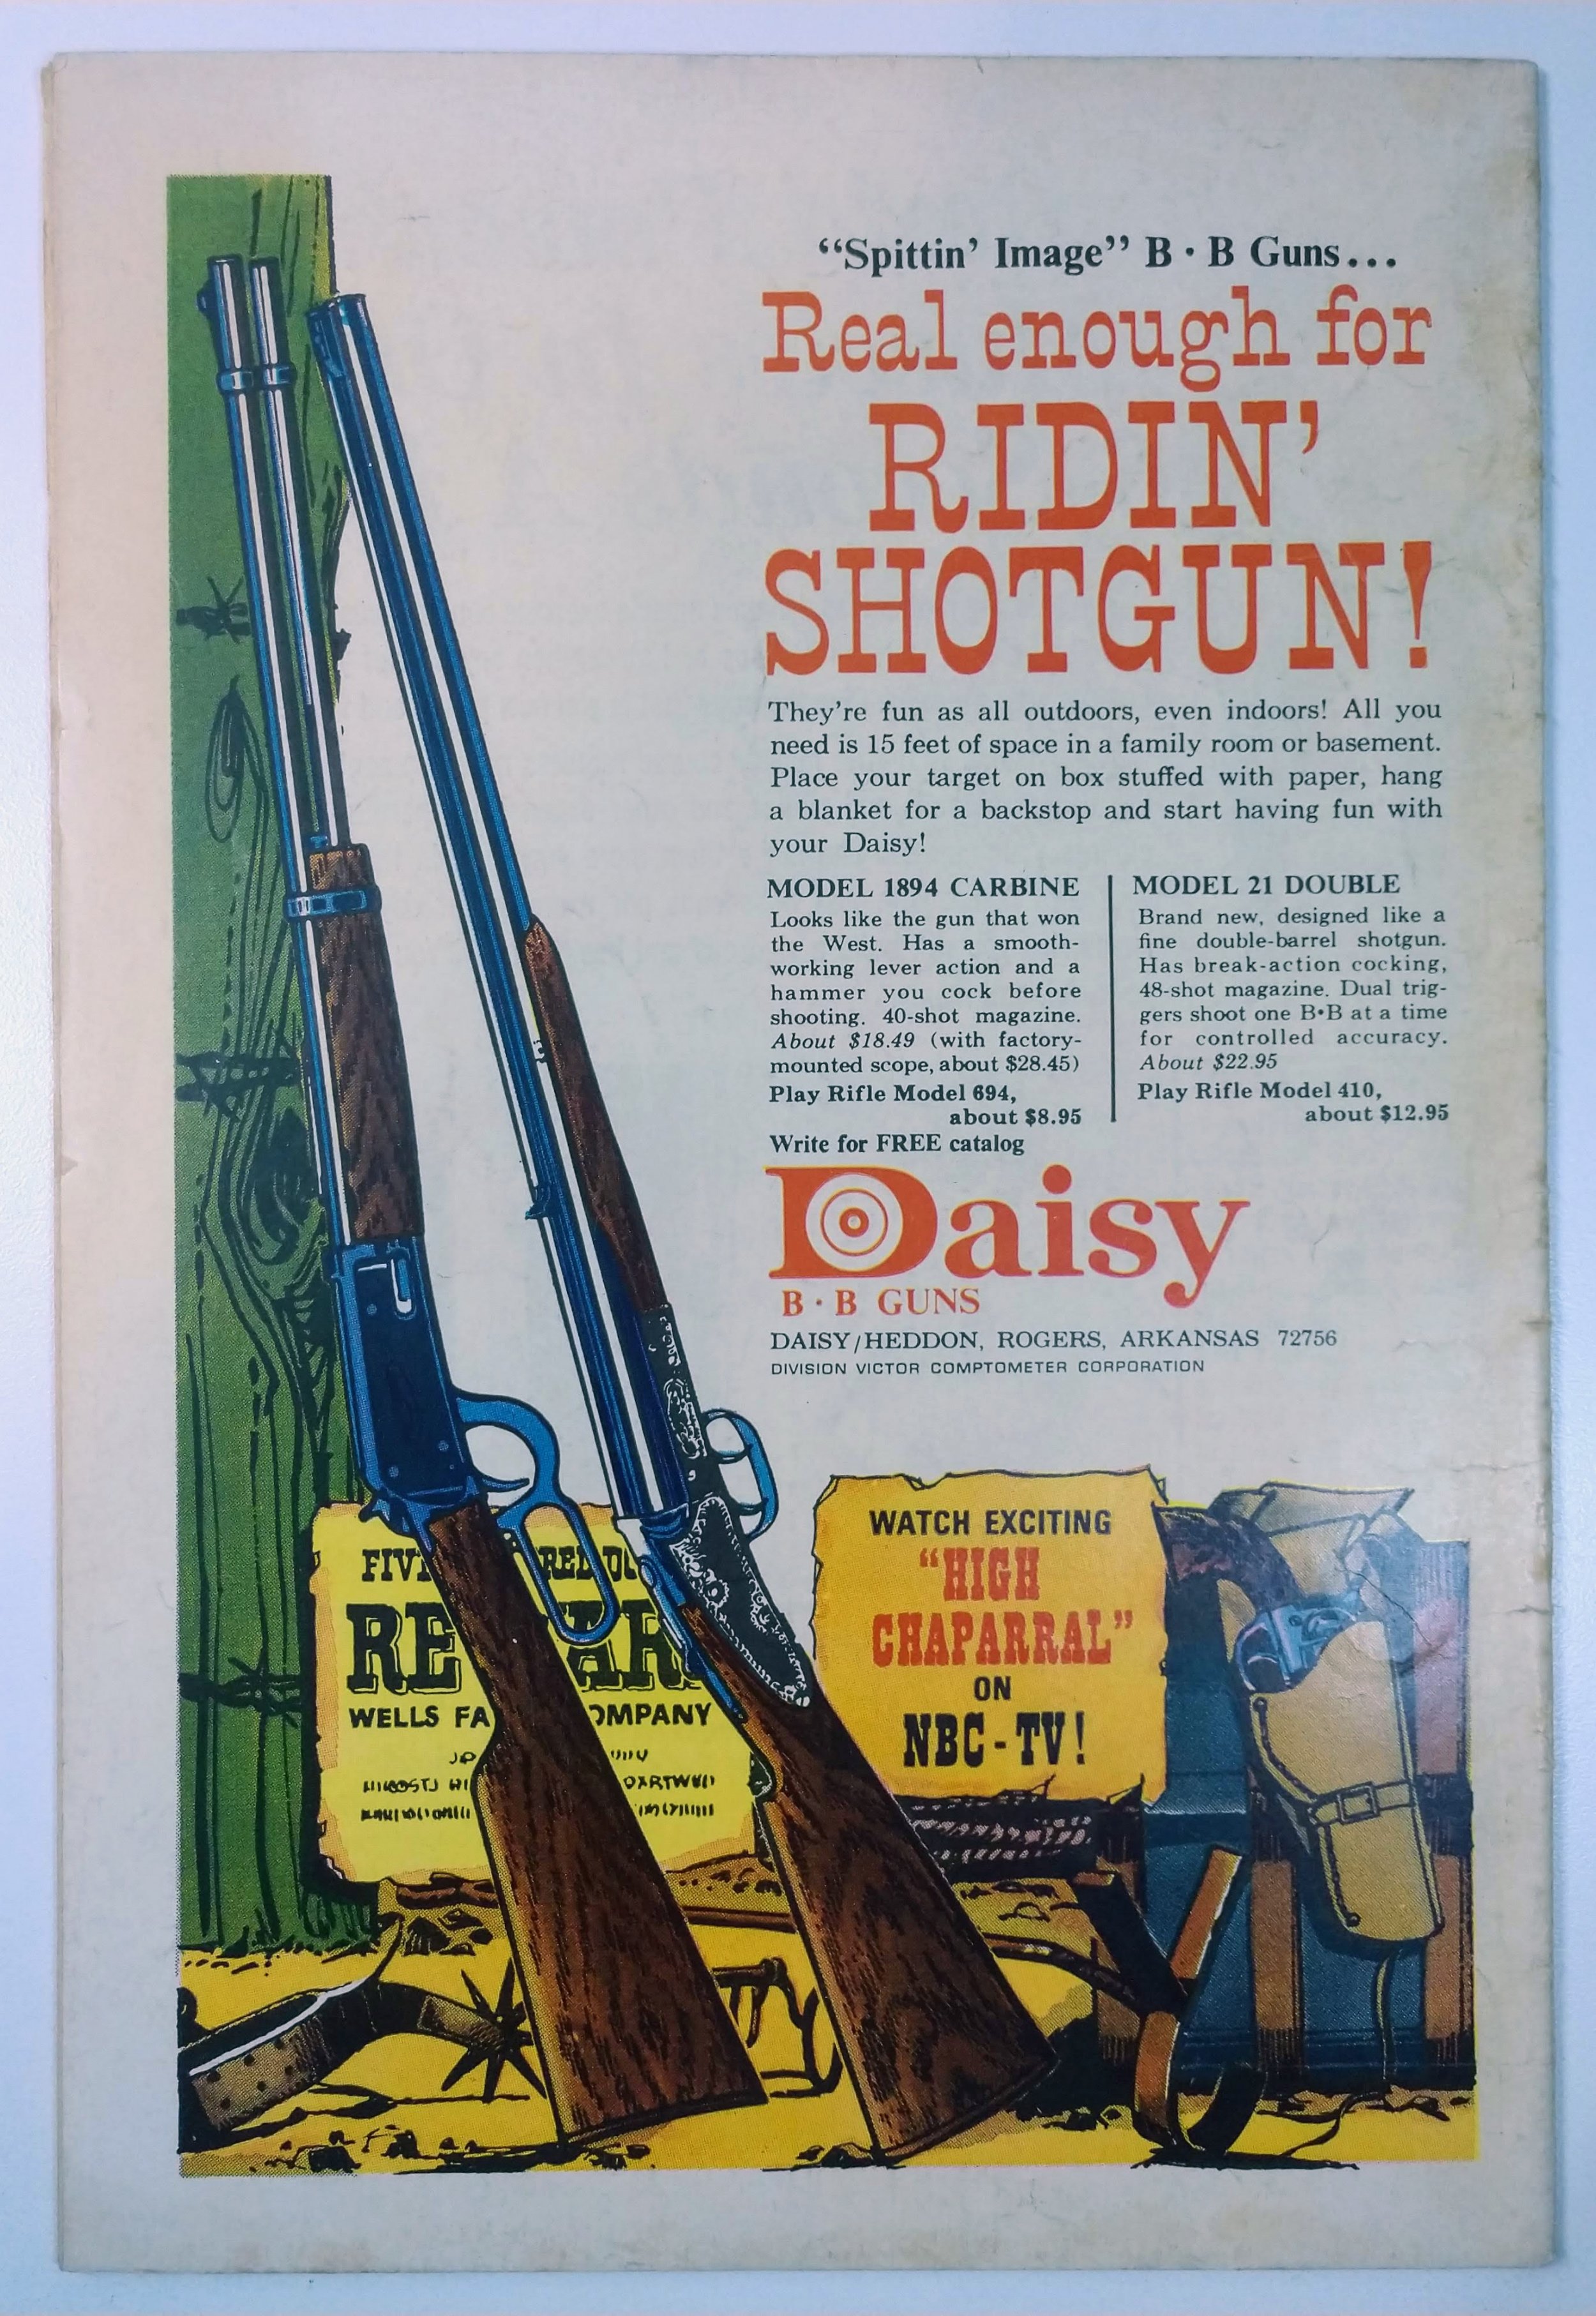 “Spittin’ Image” B · B Guns...
Real enough for
RIDIN’
SHOTGUN!
They’re fun as all outdoors, even indoors! All you
need is 15 feet of space in a family room or basement.
Place your target on box stuffed with paper, hang
a blanket for a backstop and start having fun with
your Daisy!
MODEL 1894 CARBINE
Looks like the gun that won
the West. Has a smooth-
working lever action and a
hammer you cock before
shooting. 40-shot magazine.
About $18.49 (with factory-
mounted scope, about $28.45)
Play Rifle Model 694,
about $8.95
MODEL 21 DOUBLE
Brand new, designed like a
fine double-barrel shotgun.
Has break-action cocking,
48-shot magazine. Dual trig-
gers shoot one B•B at a time
for controlled accuracy.
About $22.95
Play Rifle Model 410,
about $12.95
Write for FREE catalog
Daisy
B · B GUNS
DAISY/HEDDON, ROGERS, ARKANSAS 72756
DIVISION VICTOR COMPTOMETER CORPORATION
WELLS FA OMPANY
WATCH EXCITING
“HIGH
CHAPARRAL”
ON
NBC-TV!